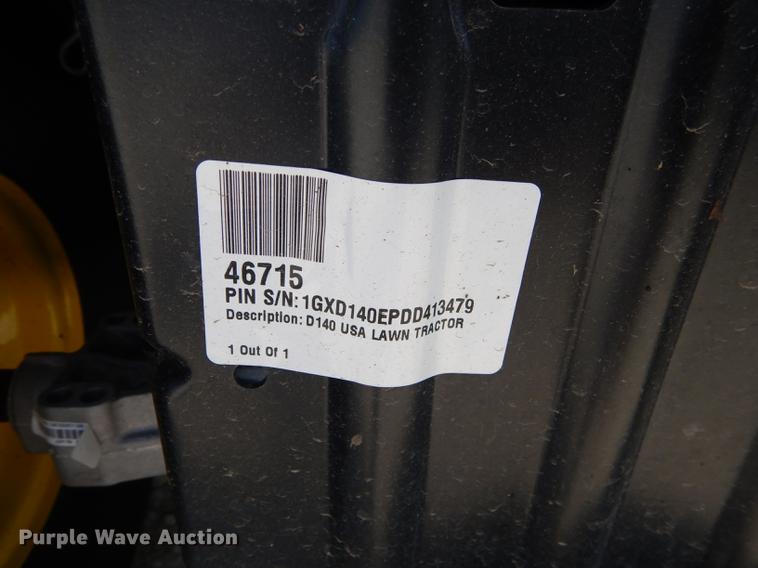 46715
PIN S/N: 1GXD140EPDD413479
Description: D140 USA LAWN TRACTOR
1 Out Of 1
Purple Wave Auction®